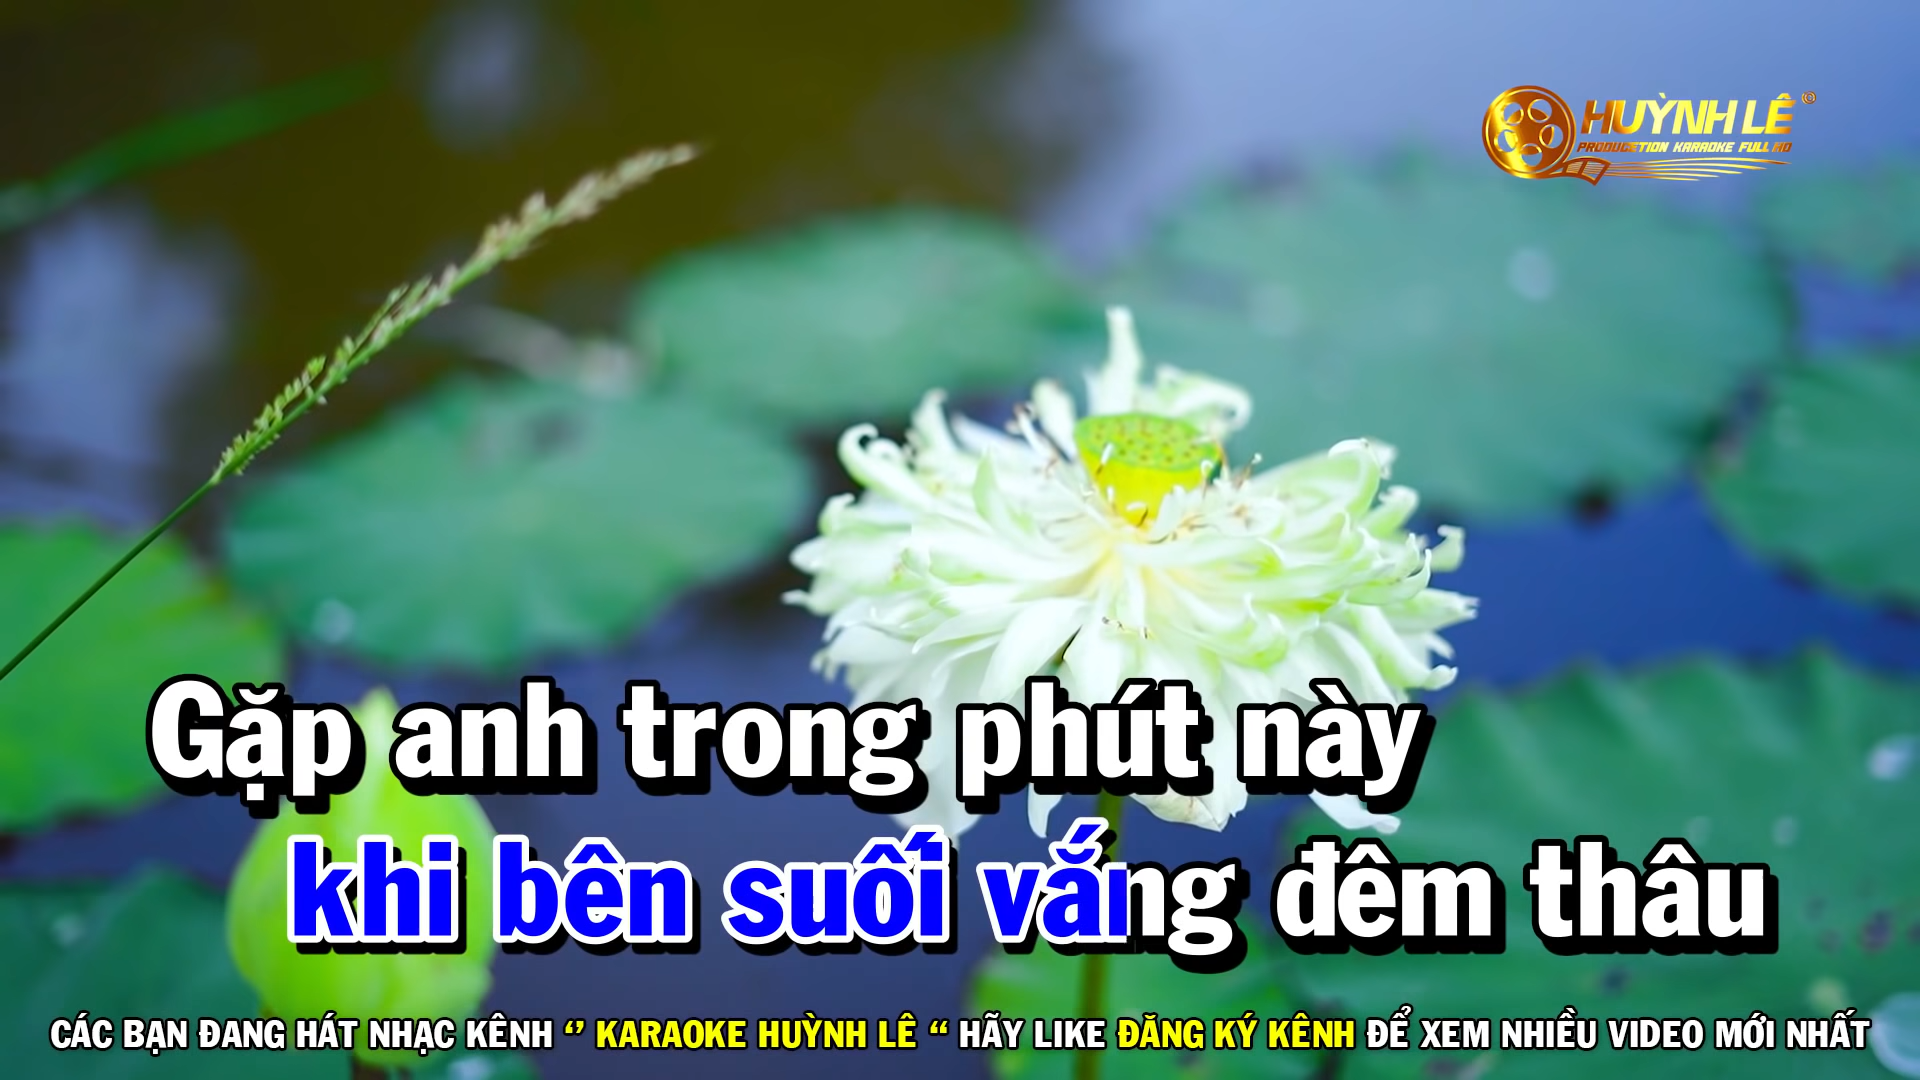 HUỲNH LÊ ©
PRODUCETION KARAOKE FULL HD
Gặp anh trong phút này
khi bên suối vắng đêm thâu
CÁC BẠN ĐANG HÁT NHẠC KÊNH ‘’ KARAOKE HUỲNH LÊ “ HÃY LIKE ĐĂNG KÝ KÊNH ĐỂ XEM NHIỀU VIDEO MỚI NHẤT